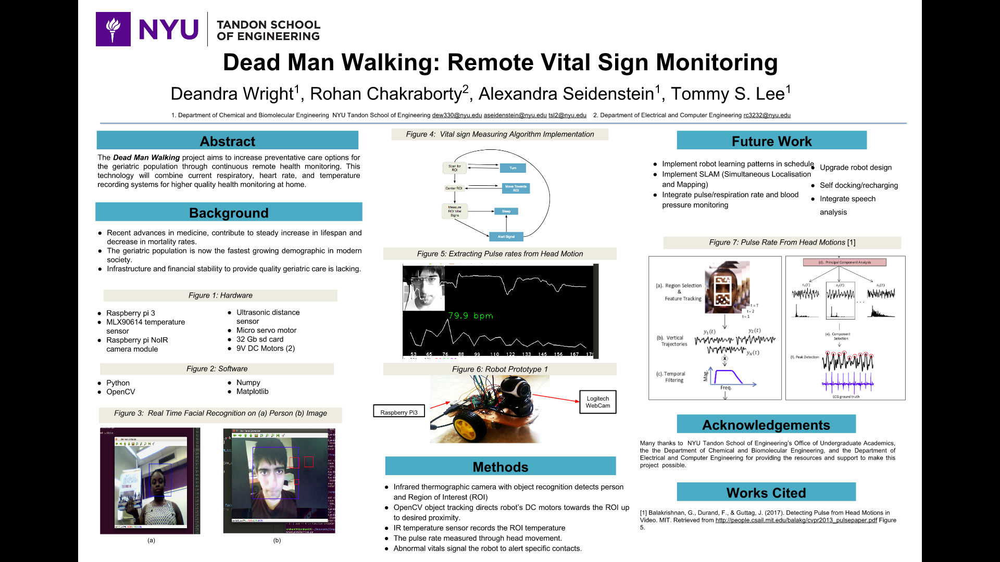 NYU
TANDON SCHOOL
OF ENGINEERING
Dead Man Walking: Remote Vital Sign Monitoring
Deandra Wright1, Rohan Chakraborty2, Alexandra Seidenstein1, Tommy S. Lee1
1. Department of Chemical and Biomolecular Engineering NYU Tandon School of Engineering dew330@nyu.edu aseidenstein@nyu.edu tsl2@nyu.edu 2. Department of Electrical and Computer Engineering rc3232@nyu.edu
Abstract
The Dead Man Walking project aims to increase preventative care options for
the geriatric population through continuous remote health monitoring. This
technology will combine current respiratory, heart rate, and temperature
recording systems for higher quality health monitoring at home.
Background
● Recent advances in medicine, contribute to steady increase in lifespan and
decrease in mortality rates.
● The geriatric population is now the fastest growing demographic in modern
society.
● Infrastructure and financial stability to provide quality geriatric care is lacking.
Figure 1: Hardware
● Raspberry pi 3
● MLX90614 temperature
sensor
● Raspberry pi NoIR
camera module
● Ultrasonic distance
sensor
● Micro servo motor
● 32 Gb sd card
● 9V DC Motors (2)
Figure 2: Software
● Python
● OpenCV
● Numpy
● Matplotlib
Figure 3: Real Time Facial Recognition on (a) Person (b) Image
(a)
(b)
Figure 4: Vital sign Measuring Algorithm Implementation
Scan for
ROI
Turn
Center ROI
Move Towards
ROI
Measure
ROI Vital
Signs
Sleep
Alert Signal
Figure 5: Extracting Pulse rates from Head Motion
79.9 bpm
53 65 76 88 99 110 122 133 145 156 167 179
Figure 6: Robot Prototype 1
Raspberry Pi3
Logitech
WebCam
Methods
● Infrared thermographic camera with object recognition detects person
and Region of Interest (ROI)
● OpenCV object tracking directs robot's DC motors towards the ROI up
to desired proximity.
● IR temperature sensor records the ROI temperature
● The pulse rate measured through head movement.
● Abnormal vitals signal the robot to alert specific contacts.
Future Work
● Implement robot learning patterns in schedule
● Implement SLAM (Simultaneous Localisation
and Mapping)
● Integrate pulse/respiration rate and blood
pressure monitoring
● Upgrade robot design
● Self docking/recharging
● Integrate speech
analysis
Figure 7: Pulse Rate From Head Motions [1]
(a). Region Selection
&
Feature Tracking
t = T
t = 2
t = 1
(b). Vertical
Trajectories
y1(t)
y2(t)
yN(t)
(c). Temporal
Filtering
Mag.
Freq.
(d). Principal Component Analysis
s1(t)
s2(t)
s5(t)
. . .
(e). Component
Selection
(f). Peak Detection
ECG ground truth
Acknowledgements
Many thanks to NYU Tandon School of Engineering's Office of Undergraduate Academics,
the the Department of Chemical and Biomolecular Engineering, and the Department of
Electrical and Computer Engineering for providing the resources and support to make this
project possible.
Works Cited
[1] Balakrishnan, G., Durand, F., & Guttag, J. (2017). Detecting Pulse from Head Motions in
Video. MIT. Retrieved from http://people.csail.mit.edu/balakg/cvpr2013_pulsepaper.pdf Figure
5.